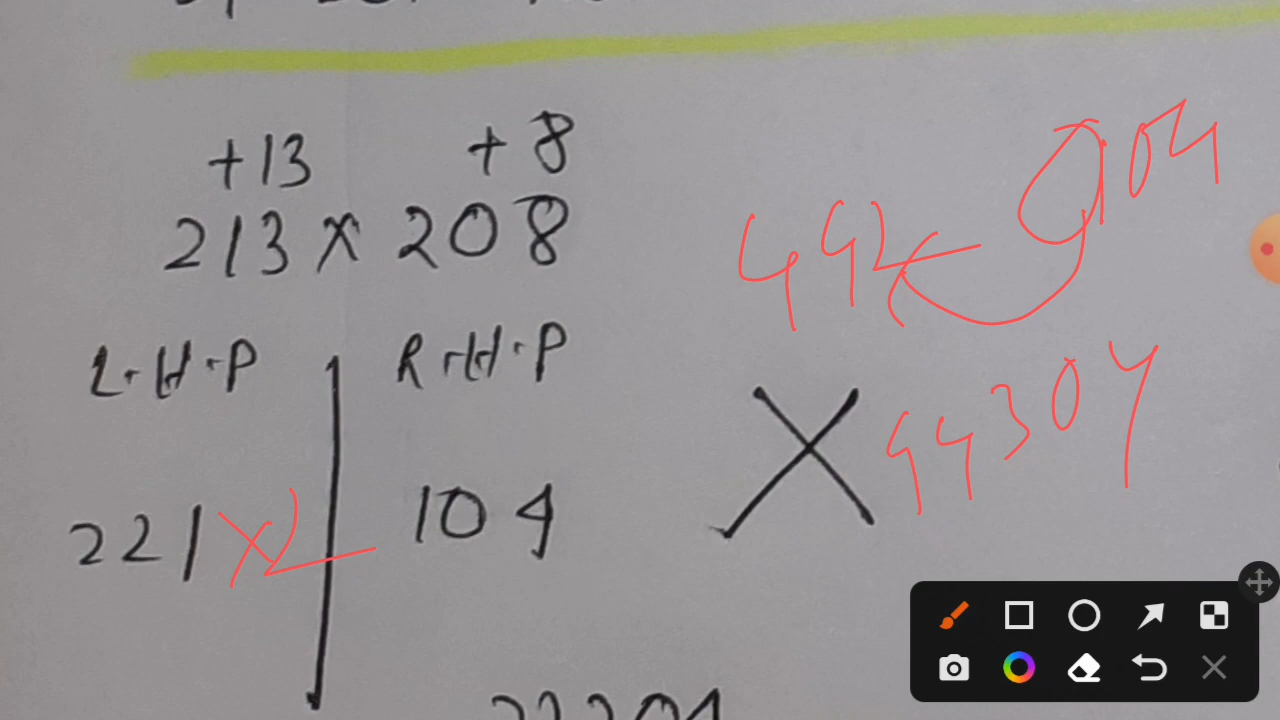 +13 +8
213 x 208
L.H.P R.H.P
442 104
44304
221 x 2 104